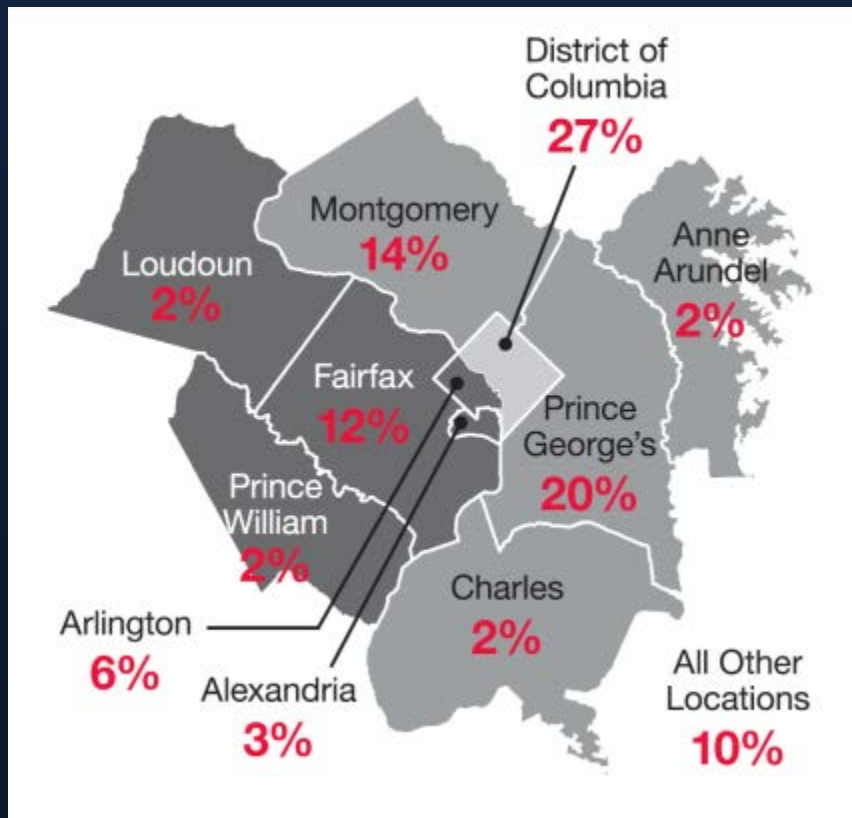 District of
Columbia
27%
Montgomery
14%
Anne
Arundel
2%
Loudoun
2%
Fairfax
12%
Prince
George's
20%
Prince
William
2%
Charles
2%
Arlington
6%
Alexandria
3%
All Other
Locations
10%